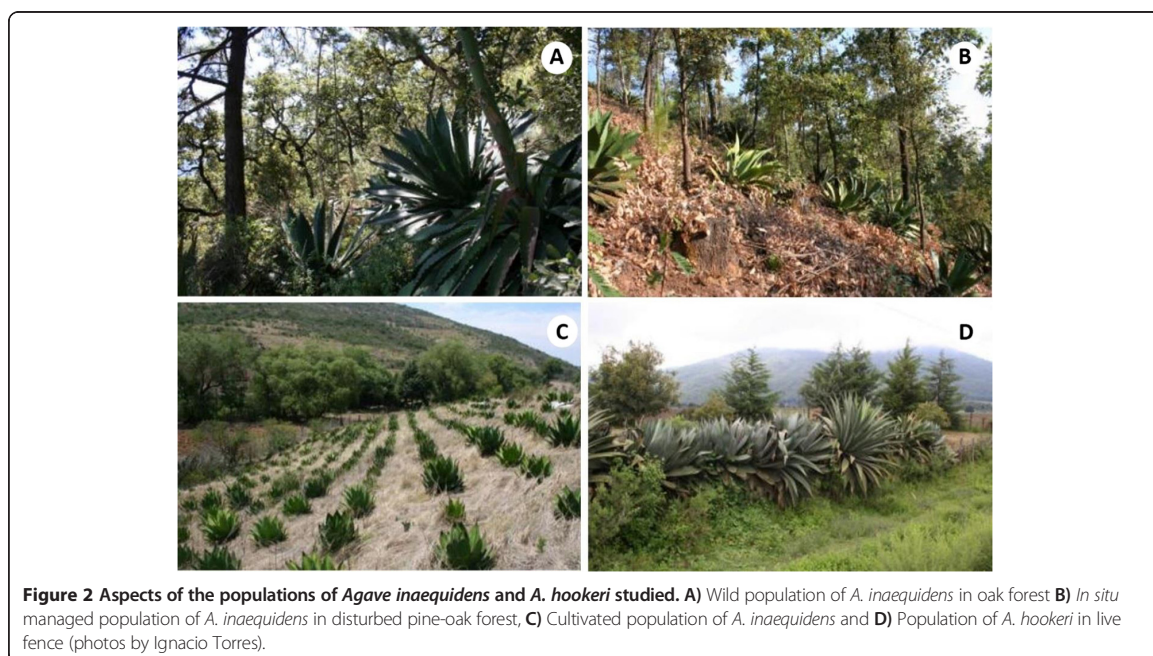 A
B
C
D
Figure 2 Aspects of the populations of Agave inaequidens and A. hookeri studied. A) Wild population of A. inaequidens in oak forest B) In situ
managed population of A. inaequidens in disturbed pine-oak forest, C) Cultivated population of A. inaequidens and D) Population of A. hookeri in live
fence (photos by Ignacio Torres).